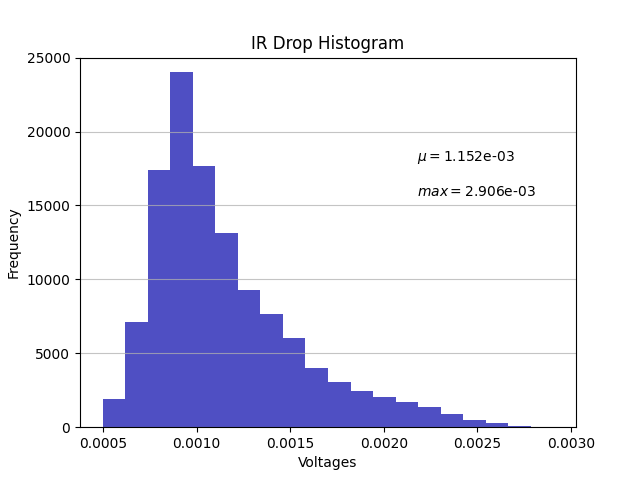 IR Drop Histogram
25000
20000
15000
10000
5000
0
Frequency
μ = 1.152e-03
max = 2.906e-03
0.0005 0.0010 0.0015 0.0020 0.0025 0.0030
Voltages